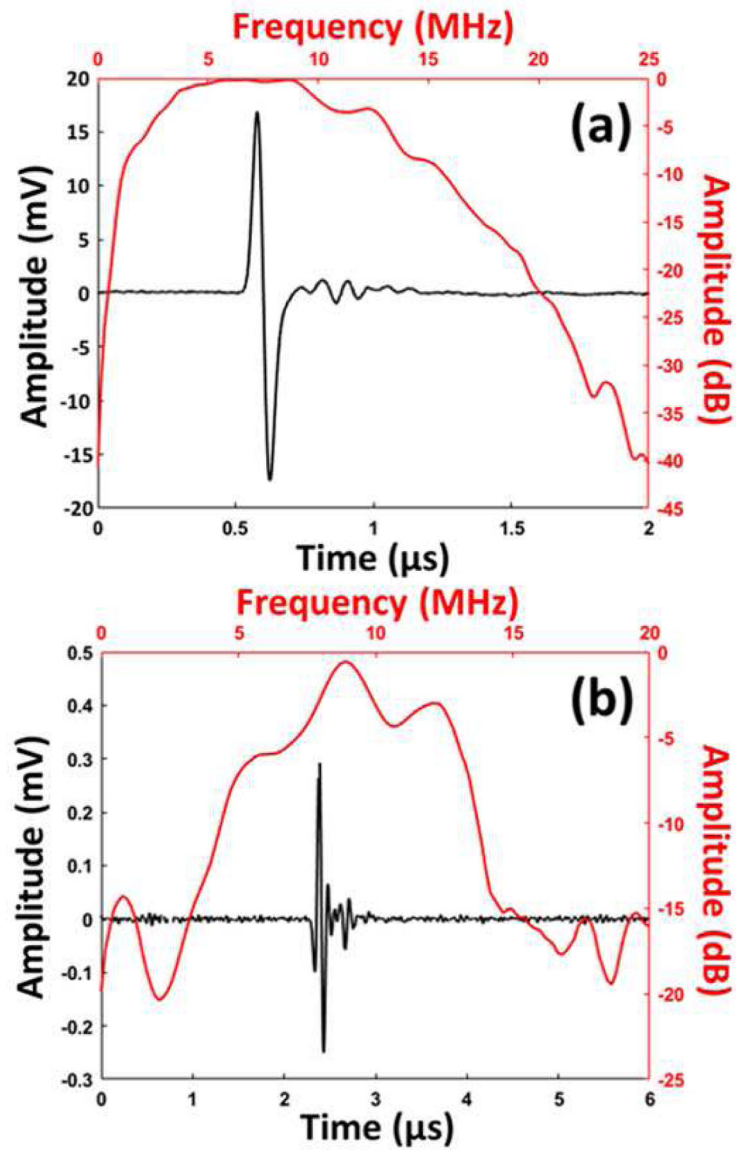 Frequency (MHz)
0 5 10 15 20 25
20 0
(a)
15 -5
10 -10
5 -15
0 -20
-25
-5 -30
-10 -35
-15 -40
-20 -45
Amplitude (mV)
Amplitude (dB)
0 0.5 1 1.5 2
Time (μs)
Frequency (MHz)
0 5 10 15 20
0.5 0
(b)
0.4 -5
0.3
0.2 -10
0.1
0 -15
-0.1 -20
-0.2
-0.3 -25
Amplitude (mV)
Amplitude (dB)
0 1 2 3 4 5 6
Time (μs)